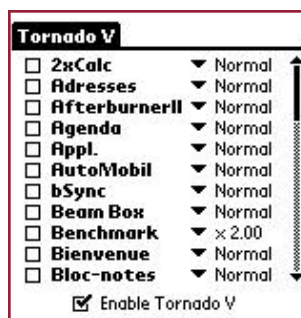 Tornado V
2xCalc Normal
Adresses Normal
AfterburnerII Normal
Agenda Normal
Appl. Normal
AutoMobil Normal
bSync Normal
Beam Box Normal
Benchmark × 2.00
Bienvenue Normal
Bloc-notes Normal
Enable Tornado V